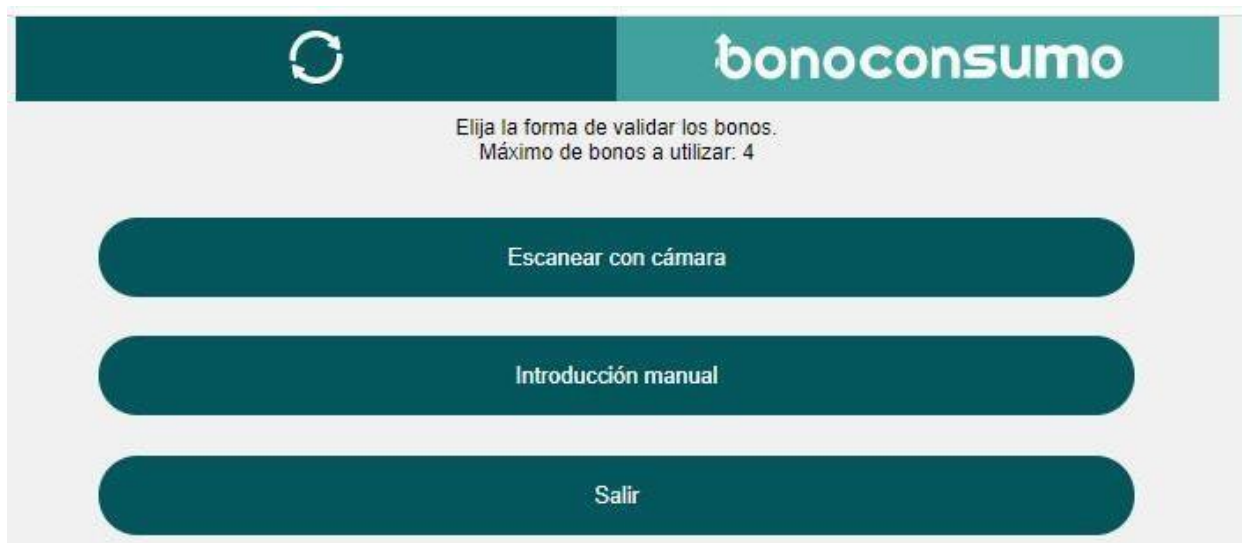 bonoconsumo
Elija la forma de validar los bonos.
Máximo de bonos a utilizar: 4
Escanear con cámara
Introducción manual
Salir